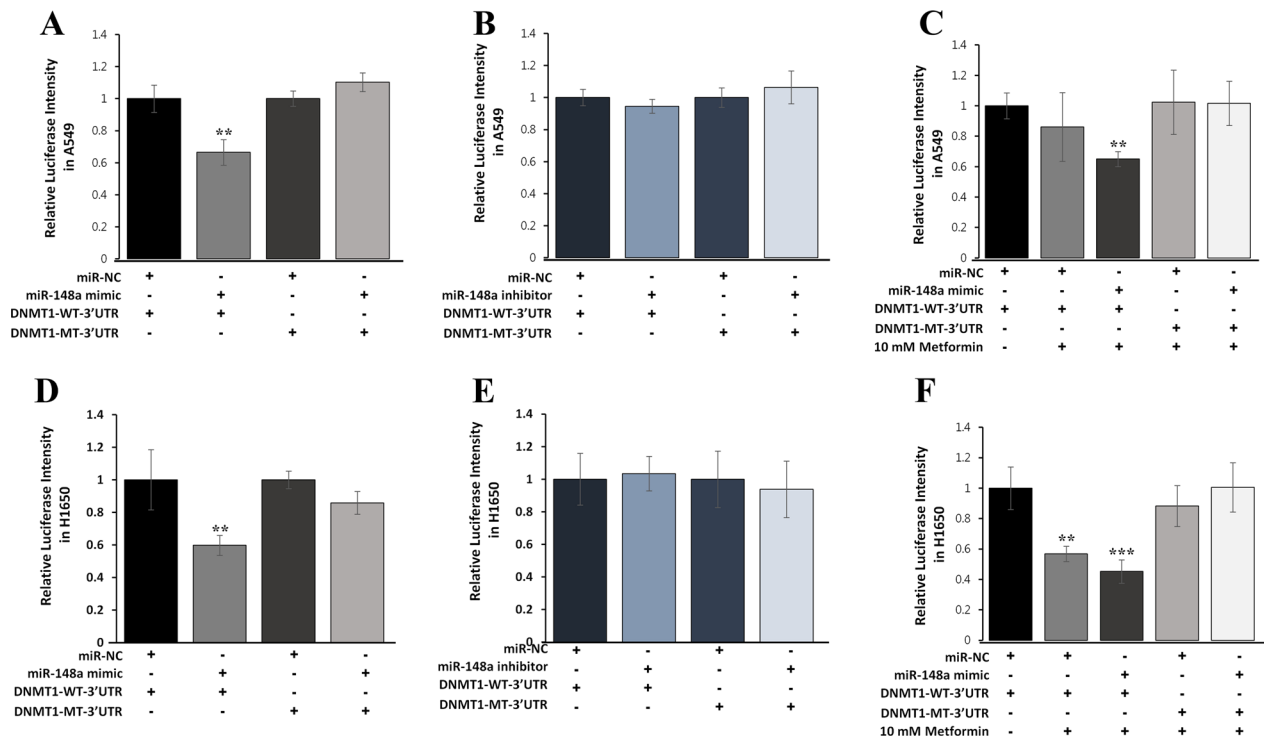 A
Relative Luciferase Intensity
in A549
1.4
1.2
1
0.8
0.6
0.4
0.2
0
**
miR-NC + - + -
miR-148a mimic - + - +
DNMT1-WT-3'UTR + + - -
DNMT1-MT-3'UTR - - + +
B
Relative Luciferase Intensity
in A549
1.4
1.2
1
0.8
0.6
0.4
0.2
0
miR-NC + - + -
miR-148a inhibitor - + - +
DNMT1-WT-3'UTR + + - -
DNMT1-MT-3'UTR - - + +
C
Relative Luciferase Intensity
in A549
1.4
1.2
1
0.8
0.6
0.4
0.2
0
**
miR-NC + + - + -
miR-148a mimic - - + - +
DNMT1-WT-3'UTR + + + - -
DNMT1-MT-3'UTR - - - + +
10 mM Metformin - + + + +
D
Relative Luciferase Intensity
in H1650
1.4
1.2
1
0.8
0.6
0.4
0.2
0
**
miR-NC + - + -
miR-148a mimic - + - +
DNMT1-WT-3'UTR + + - -
DNMT1-MT-3'UTR - - + +
E
Relative Luciferase Intensity
in H1650
1.4
1.2
1
0.8
0.6
0.4
0.2
0
miR-NC + - + -
miR-148a inhibitor - + - +
DNMT1-WT-3'UTR + + - -
DNMT1-MT-3'UTR - - + +
F
Relative Luciferase Intensity
in H1650
1.4
1.2
1
0.8
0.6
0.4
0.2
0
**
***
miR-NC + + - + -
miR-148a mimic - - + - +
DNMT1-WT-3'UTR + + + - -
DNMT1-MT-3'UTR - - - + +
10 mM Metformin - + + + +